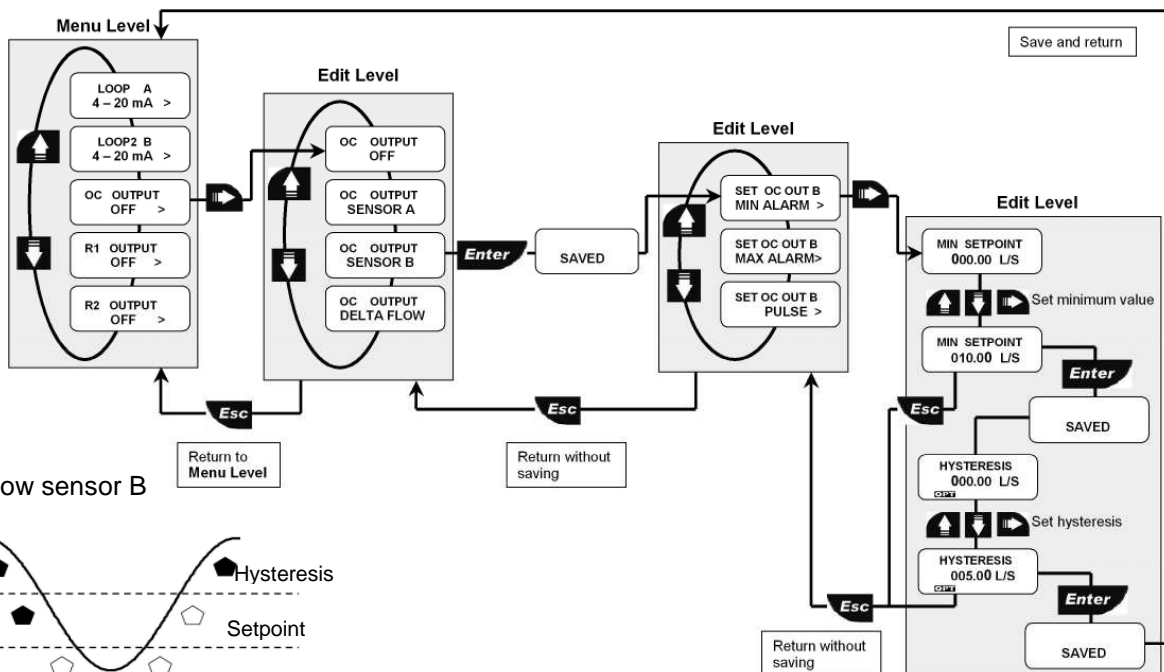 Menu Level
LOOP A
4 – 20 mA >
LOOP2 B
4 – 20 mA >
OC OUTPUT
OFF >
R1 OUTPUT
OFF >
R2 OUTPUT
OFF >
Esc
Return to
Menu Level
Edit Level
OC OUTPUT
OFF
OC OUTPUT
SENSOR A
OC OUTPUT
SENSOR B
OC OUTPUT
DELTA FLOW
Enter
SAVED
Esc
Return without
saving
Edit Level
SET OC OUT B
MIN ALARM >
SET OC OUT B
MAX ALARM>
SET OC OUT B
PULSE >
Save and return
Edit Level
MIN SETPOINT
000.00 L/S
Set minimum value
MIN SETPOINT
010.00 L/S
Enter
Esc
SAVED
HYSTERESIS
000.00 L/S
OPT
Set hysteresis
HYSTERESIS
005.00 L/S
OPT
Enter
Esc
SAVED
Return without
saving
ow sensor B
Hysteresis
Setpoint